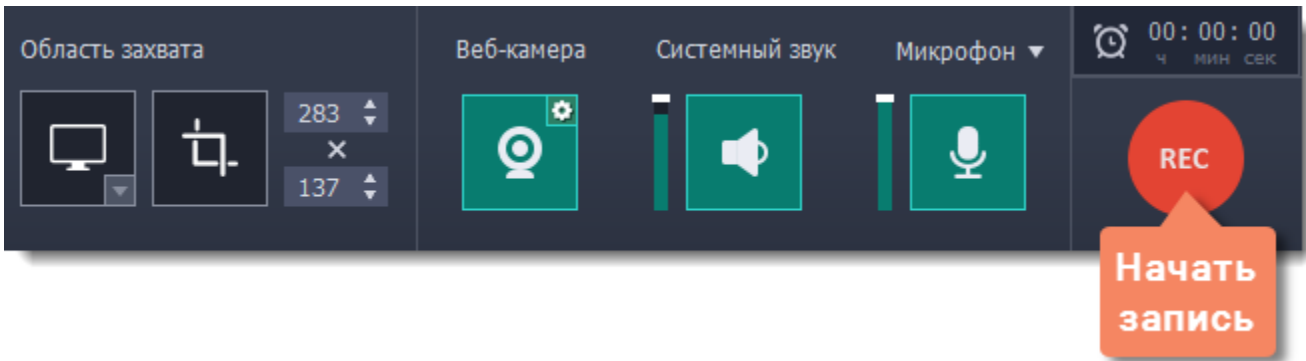 Область захвата
Веб-камера
Системный звук
Микрофон
00:00:00
ч мин сек
283
×
137
REC
Начать
запись